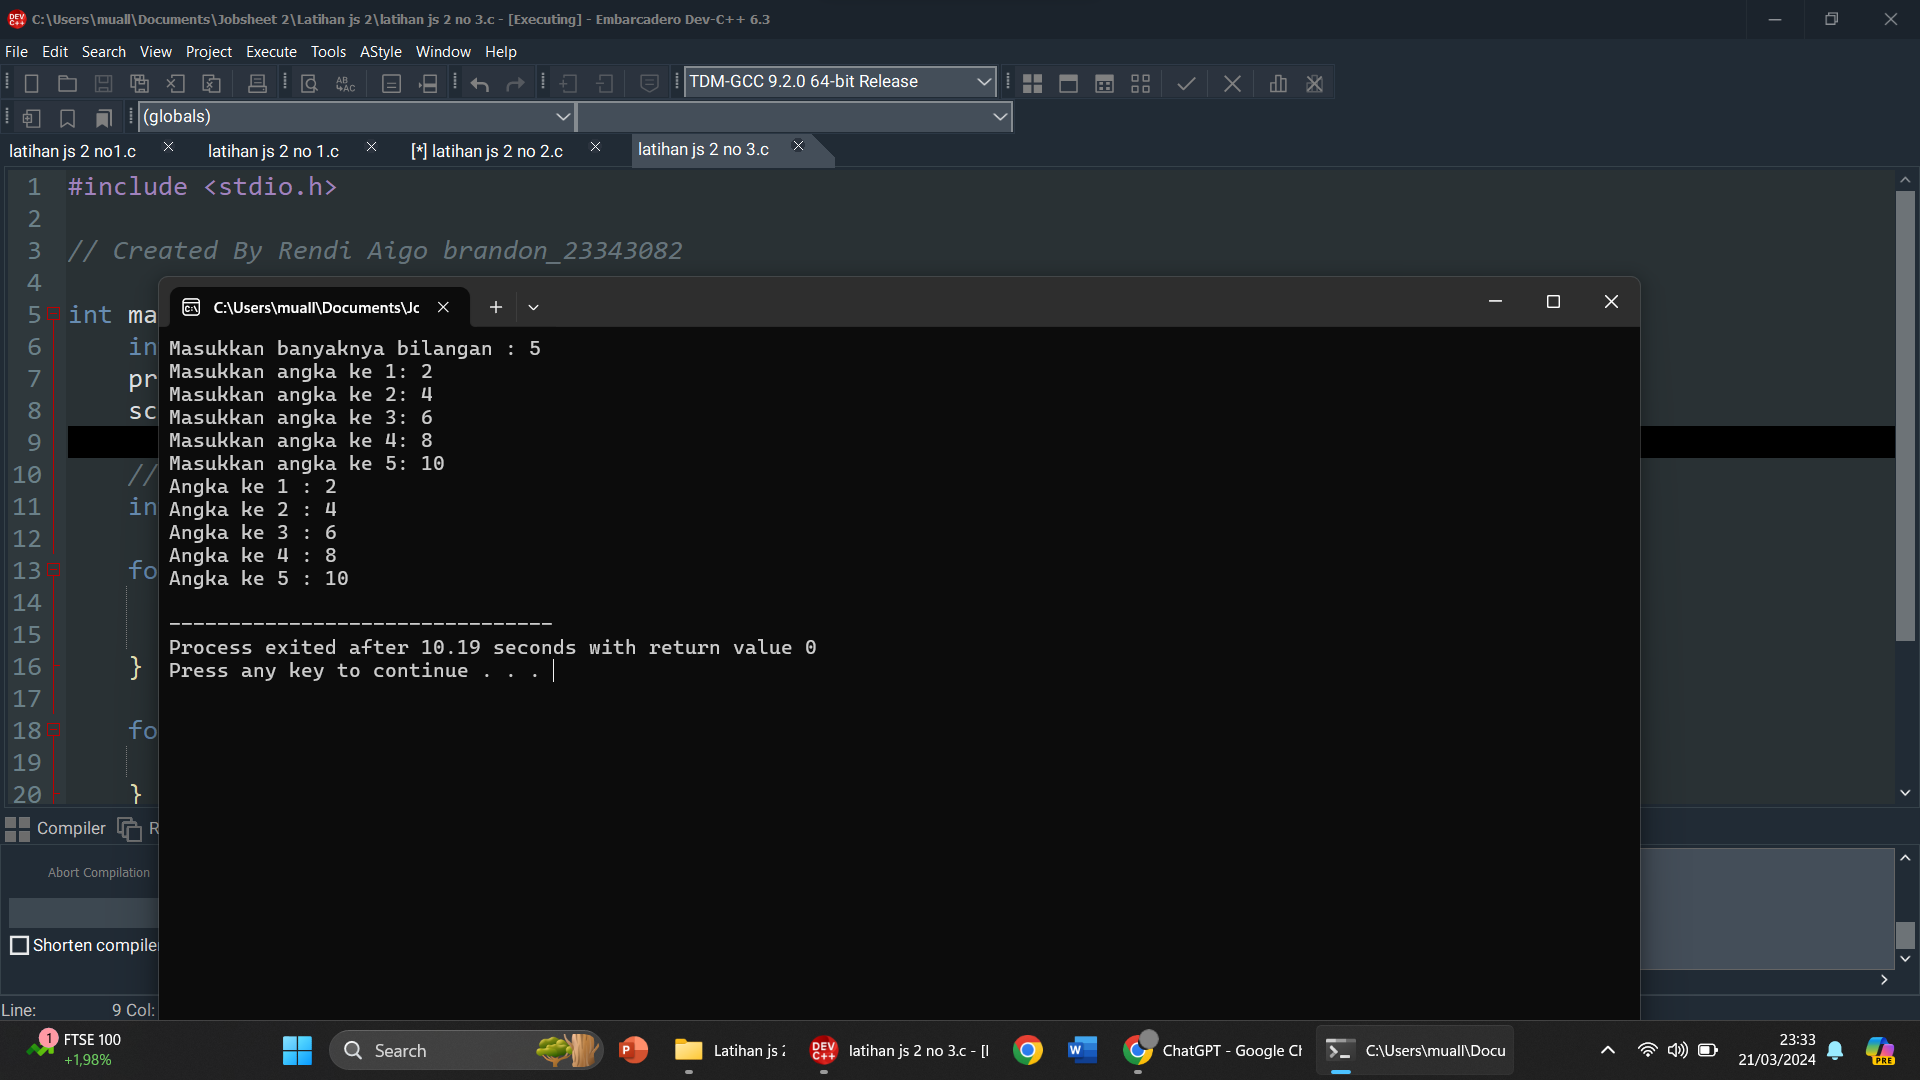 C:\Users\muall\Documents\Jobsheet 2\Latihan js 2\latihan js 2 no 3.c - [Executing] - Embarcadero Dev-C++ 6.3
File Edit Search View Project Execute Tools AStyle Window Help
TDM-GCC 9.2.0 64-bit Release
(globals)
latihan js 2 no1.c latihan js 2 no 1.c [*] latihan js 2 no 2.c latihan js 2 no 3.c
1 #include <stdio.h>
2
3 // Created By Rendi Aigo brandon_23343082
4
5 int ma
6 in
7 pr
8 sc
9
10 //
11 in
12
13 fo
14
15
16 }
17
18 fo
19
20 }
C:\Users\muall\Documents\Jc
Masukkan banyaknya bilangan : 5
Masukkan angka ke 1: 2
Masukkan angka ke 2: 4
Masukkan angka ke 3: 6
Masukkan angka ke 4: 8
Masukkan angka ke 5: 10
Angka ke 1 : 2
Angka ke 2 : 4
Angka ke 3 : 6
Angka ke 4 : 8
Angka ke 5 : 10
--------------------------------
Process exited after 10.19 seconds with return value 0
Press any key to continue . . .
Compiler R
Abort Compilation
Shorten compile
Line: 9 Col:
1 FTSE 100
+1,98%
Search
Latihan js 2
latihan js 2 no 3.c - [I
ChatGPT - Google Cl
C:\Users\muall\Docu
23:33
21/03/2024
PRE